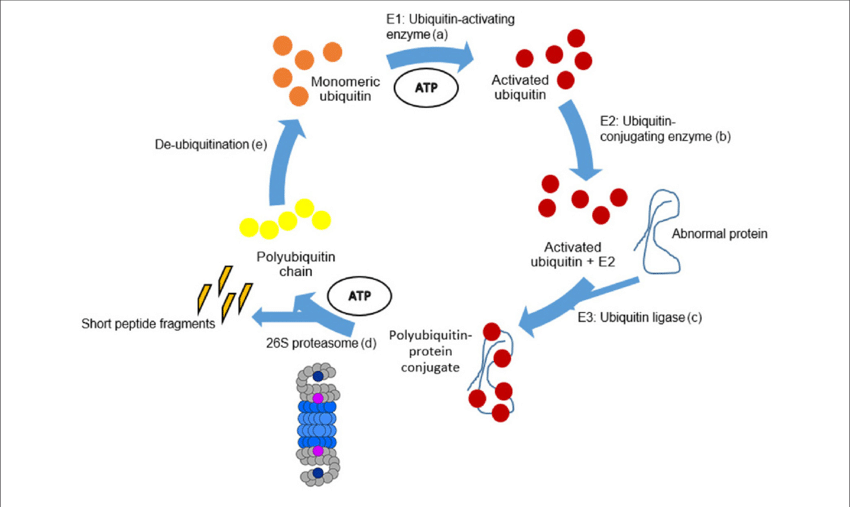 E1: Ubiquitin-activating
enzyme (a)
ATP
Monomeric
ubiquitin
Activated
ubiquitin
E2: Ubiquitin-
conjugating enzyme (b)
De-ubiquitination (e)
Abnormal protein
Activated
ubiquitin + E2
Polyubiquitin
chain
ATP
E3: Ubiquitin ligase (c)
Short peptide fragments
26S proteasome (d)
Polyubiquitin-
protein
conjugate